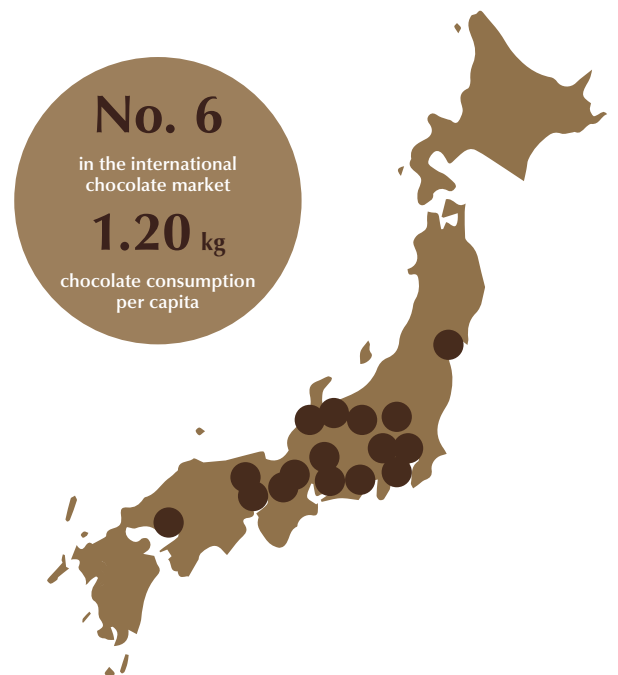 No. 6
in the international
chocolate market
1.20 kg
chocolate consumption
per capita